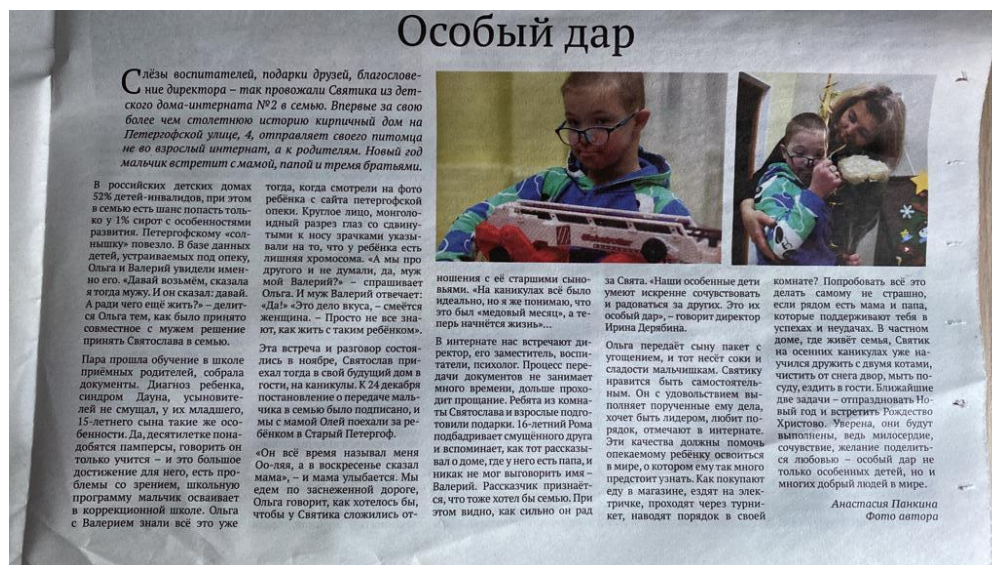 Особый дар
Слёзы воспитателей, подарки друзей, благослове-
ние директора – так провожали Святика из дет-
ского дома-интерната №2 в семью. Впервые за свою
более чем столетнюю историю кирпичный дом на
Петергофской улице, 4, отправляет своего питомца
не во взрослый интернат, а к родителям. Новый год
мальчик встретит с мамой, папой и тремя братьями.
В российских детских домах
52% детей-инвалидов, при этом
в семью есть шанс попасть толь-
ко у 1% сирот с особенностями
развития. Петергофскому «сол-
нышку» повезло. В базе данных
детей, устраиваемых под опеку,
Ольга и Валерий увидели имен-
но его. «Давай возьмём, сказала
я тогда мужу. И он сказал: давай.
А ради чего ещё жить?» – делит-
ся Ольга тем, как было принято
совместное с мужем решение
принять Святослава в семью.
Пара прошла обучение в школе
приёмных родителей, собрала
документы. Диагноз ребенка,
синдром Дауна, усыновите-
лей не смущал, у их младшего,
15-летнего сына такие же осо-
бенности. Да, десятилетке пона-
добятся памперсы, говорить он
только учится – и это большое
достижение для него, есть про-
блемы со зрением, школьную
программу мальчик осваивает
в коррекционной школе. Ольга
с Валерием знали всё это уже
тогда, когда смотрели на фото
ребёнка с сайта петергофской
опеки. Круглое лицо, монголо-
идный разрез глаз со сдвину-
тыми к носу зрачками указы-
вали на то, что у ребёнка есть
лишняя хромосома. «А мы про
другого и не думали, да, муж
мой Валерий?» – спрашивает
Ольга. И муж Валерий отвечает:
«Да!» «Это дело вкуса, – смеётся
женщина. – Просто не все зна-
ют, как жить с таким ребёнком».
Эта встреча и разговор состоя-
лись в ноябре, Святослав при-
ехал тогда в свой будущий дом в
гости, на каникулы. К 24 декабря
постановление о передаче маль-
чика в семью было подписано, и
мы с мамой Олей поехали за ре-
бёнком в Старый Петергоф.
«Он всё время называл меня
Оо-ляя, а в воскресенье сказал
мама», – и мама улыбается. Мы
едем по заснеженной дороге,
Ольга говорит, как хотелось бы,
чтобы у Святика сложились от-
ношения с её старшими сыно-
вьями. «На каникулах всё было
идеально, но я же понимаю, что
это был «медовый месяц», а те-
перь начнётся жизнь»...
В интернате нас встречают ди-
ректор, его заместитель, воспи-
татели, психолог. Процесс пере-
дачи документов не занимает
много времени, дольше прохо-
дит прощание. Ребята из комна-
ты Святослава и взрослые подго-
товили подарки. 16-летний Рома
подбадривает смущённого друга
и вспоминает, как тот рассказы-
вал о доме, где у него есть папа, и
никак не мог выговорить имя –
Валерий. Рассказчик признаёт-
ся, что тоже хотел бы семью. При
этом видно, как сильно он рад
за Свята. «Наши особенные дети
умеют искренне сочувствовать
и радоваться за других. Это их
особый дар», – говорит директор
Ирина Дерябина.
Ольга передаёт сыну пакет с
угощением, и тот несёт соки и
сладости мальчишкам. Святику
нравится быть самостоятель-
ным. Он с удовольствием вы-
полняет порученные ему дела,
хочет быть лидером, любит по-
рядок, отмечают в интернате.
Эти качества должны помочь
опекаемому ребёнку освоиться
в мире, о котором ему так много
предстоит узнать. Как покупают
еду в магазине, ездят на элек-
тричке, проходят через турни-
кет, наводят порядок в своей
комнате? Попробовать всё это
делать самому не страшно,
если рядом есть мама и папа,
которые поддерживают тебя в
успехах и неудачах. В частном
доме, где живёт семья, Святик
на осенних каникулах уже на-
учился дружить с двумя котами,
чистить от снега двор, мыть по-
суду, ездить в гости. Ближайшие
две задачи – отпраздновать Но-
вый год и встретить Рождество
Христово. Уверена, они будут
выполнены, ведь милосердие,
сочувствие, желание поделить-
ся любовью – особый дар не
только особенных детей, но и
многих добрый людей в мире.
Анастасия Панкина
Фото автора